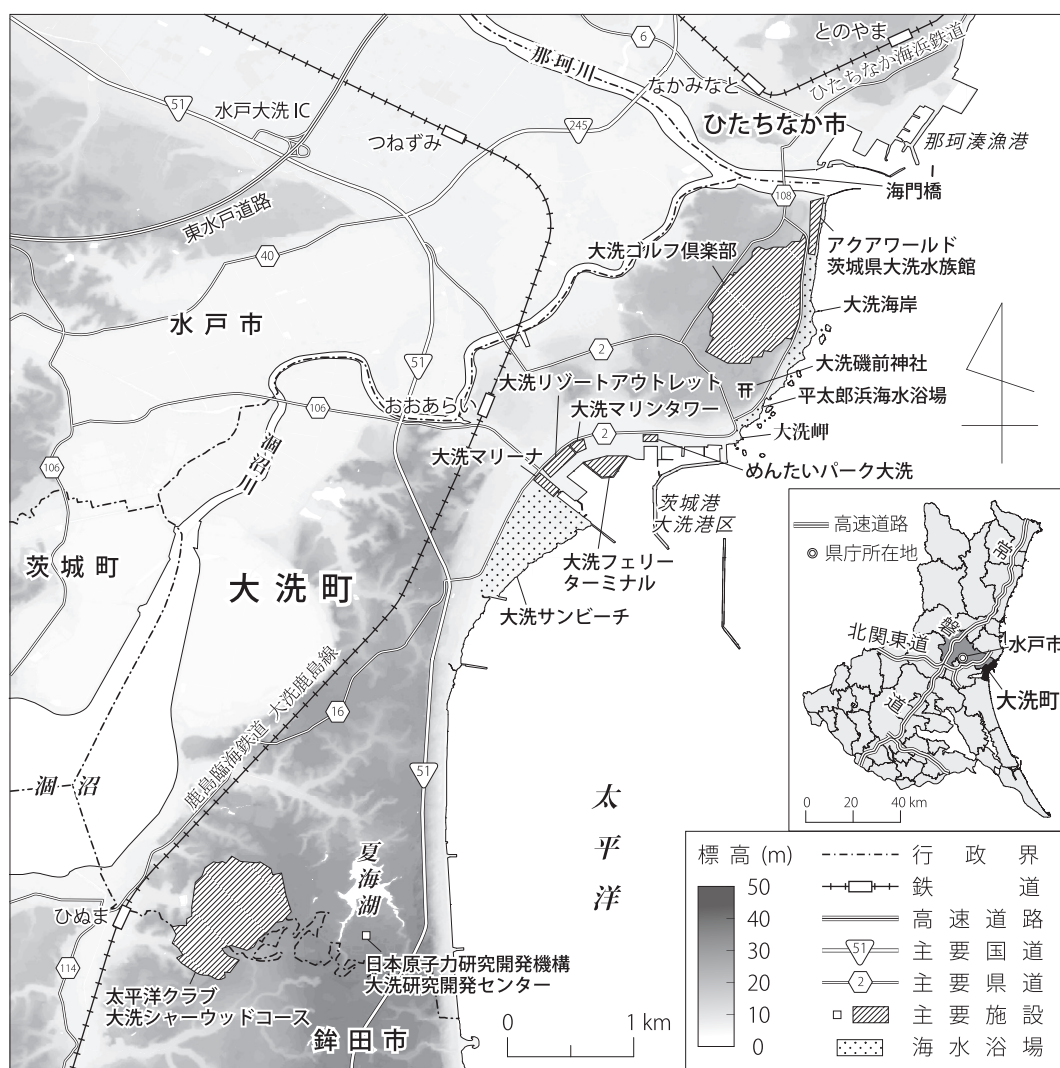 とのやま
ひたちなか海浜鉄道
6
那珂川
なかみなと
51
水戸大洗IC
つねずみ
245
ひたちなか市
那珂湊漁港
108
海門橋
東水戸道路
40
大洗ゴルフ倶楽部
アクアワールド
茨城県大洗水族館
大洗海岸
水戸市
51
2
大洗リゾートアウトレット
大洗磯前神社
大洗マリンタワー
平太郎浜海水浴場
106
おおあらい
2
大洗岬
涸沼川
大洗マリーナ
めんたいパーク大洗
106
茨城港
大洗港区
茨城町
大洗町
大洗フェリー
ターミナル
大洗サンビーチ
鹿島臨海鉄道 大洗鹿島線
16
51
涸沼
太平洋
夏海湖
ひぬま
114
日本原子力研究開発機構
大洗研究開発センター
太平洋クラブ
大洗シャーウッドコース
鉾田市
0 1 km
高速道路
県庁所在地
常磐道
北関東道
水戸市
大洗町
0 20 40 km
標高(m)
50
40
30
20
10
0
行政界
鉄道
高速道路
51 主要国道
2 主要県道
主要施設
海水浴場